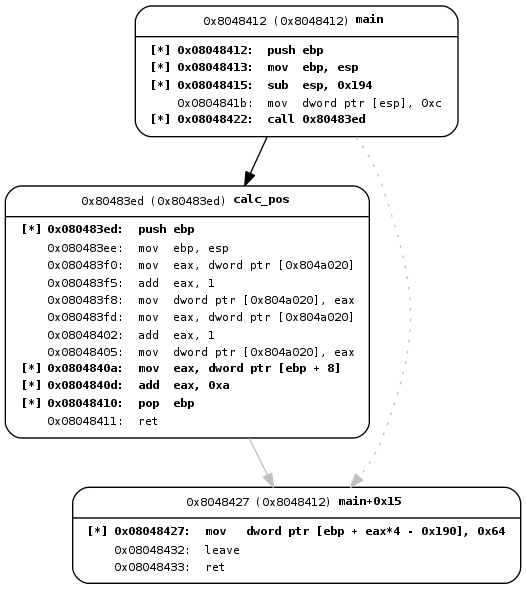 0x8048412 (0x8048412) main
[*] 0x08048412: push ebp
[*] 0x08048413: mov ebp, esp
[*] 0x08048415: sub esp, 0x194
0x0804841b: mov dword ptr [esp], 0xc
[*] 0x08048422: call 0x80483ed
0x80483ed (0x80483ed) calc_pos
[*] 0x080483ed: push ebp
0x080483ee: mov ebp, esp
0x080483f0: mov eax, dword ptr [0x804a020]
0x080483f5: add eax, 1
0x080483f8: mov dword ptr [0x804a020], eax
0x080483fd: mov eax, dword ptr [0x804a020]
0x08048402: add eax, 1
0x08048405: mov dword ptr [0x804a020], eax
[*] 0x0804840a: mov eax, dword ptr [ebp + 8]
[*] 0x0804840d: add eax, 0xa
[*] 0x08048410: pop ebp
0x08048411: ret
0x8048427 (0x8048412) main+0x15
[*] 0x08048427: mov dword ptr [ebp + eax*4 - 0x190], 0x64
0x08048432: leave
0x08048433: ret